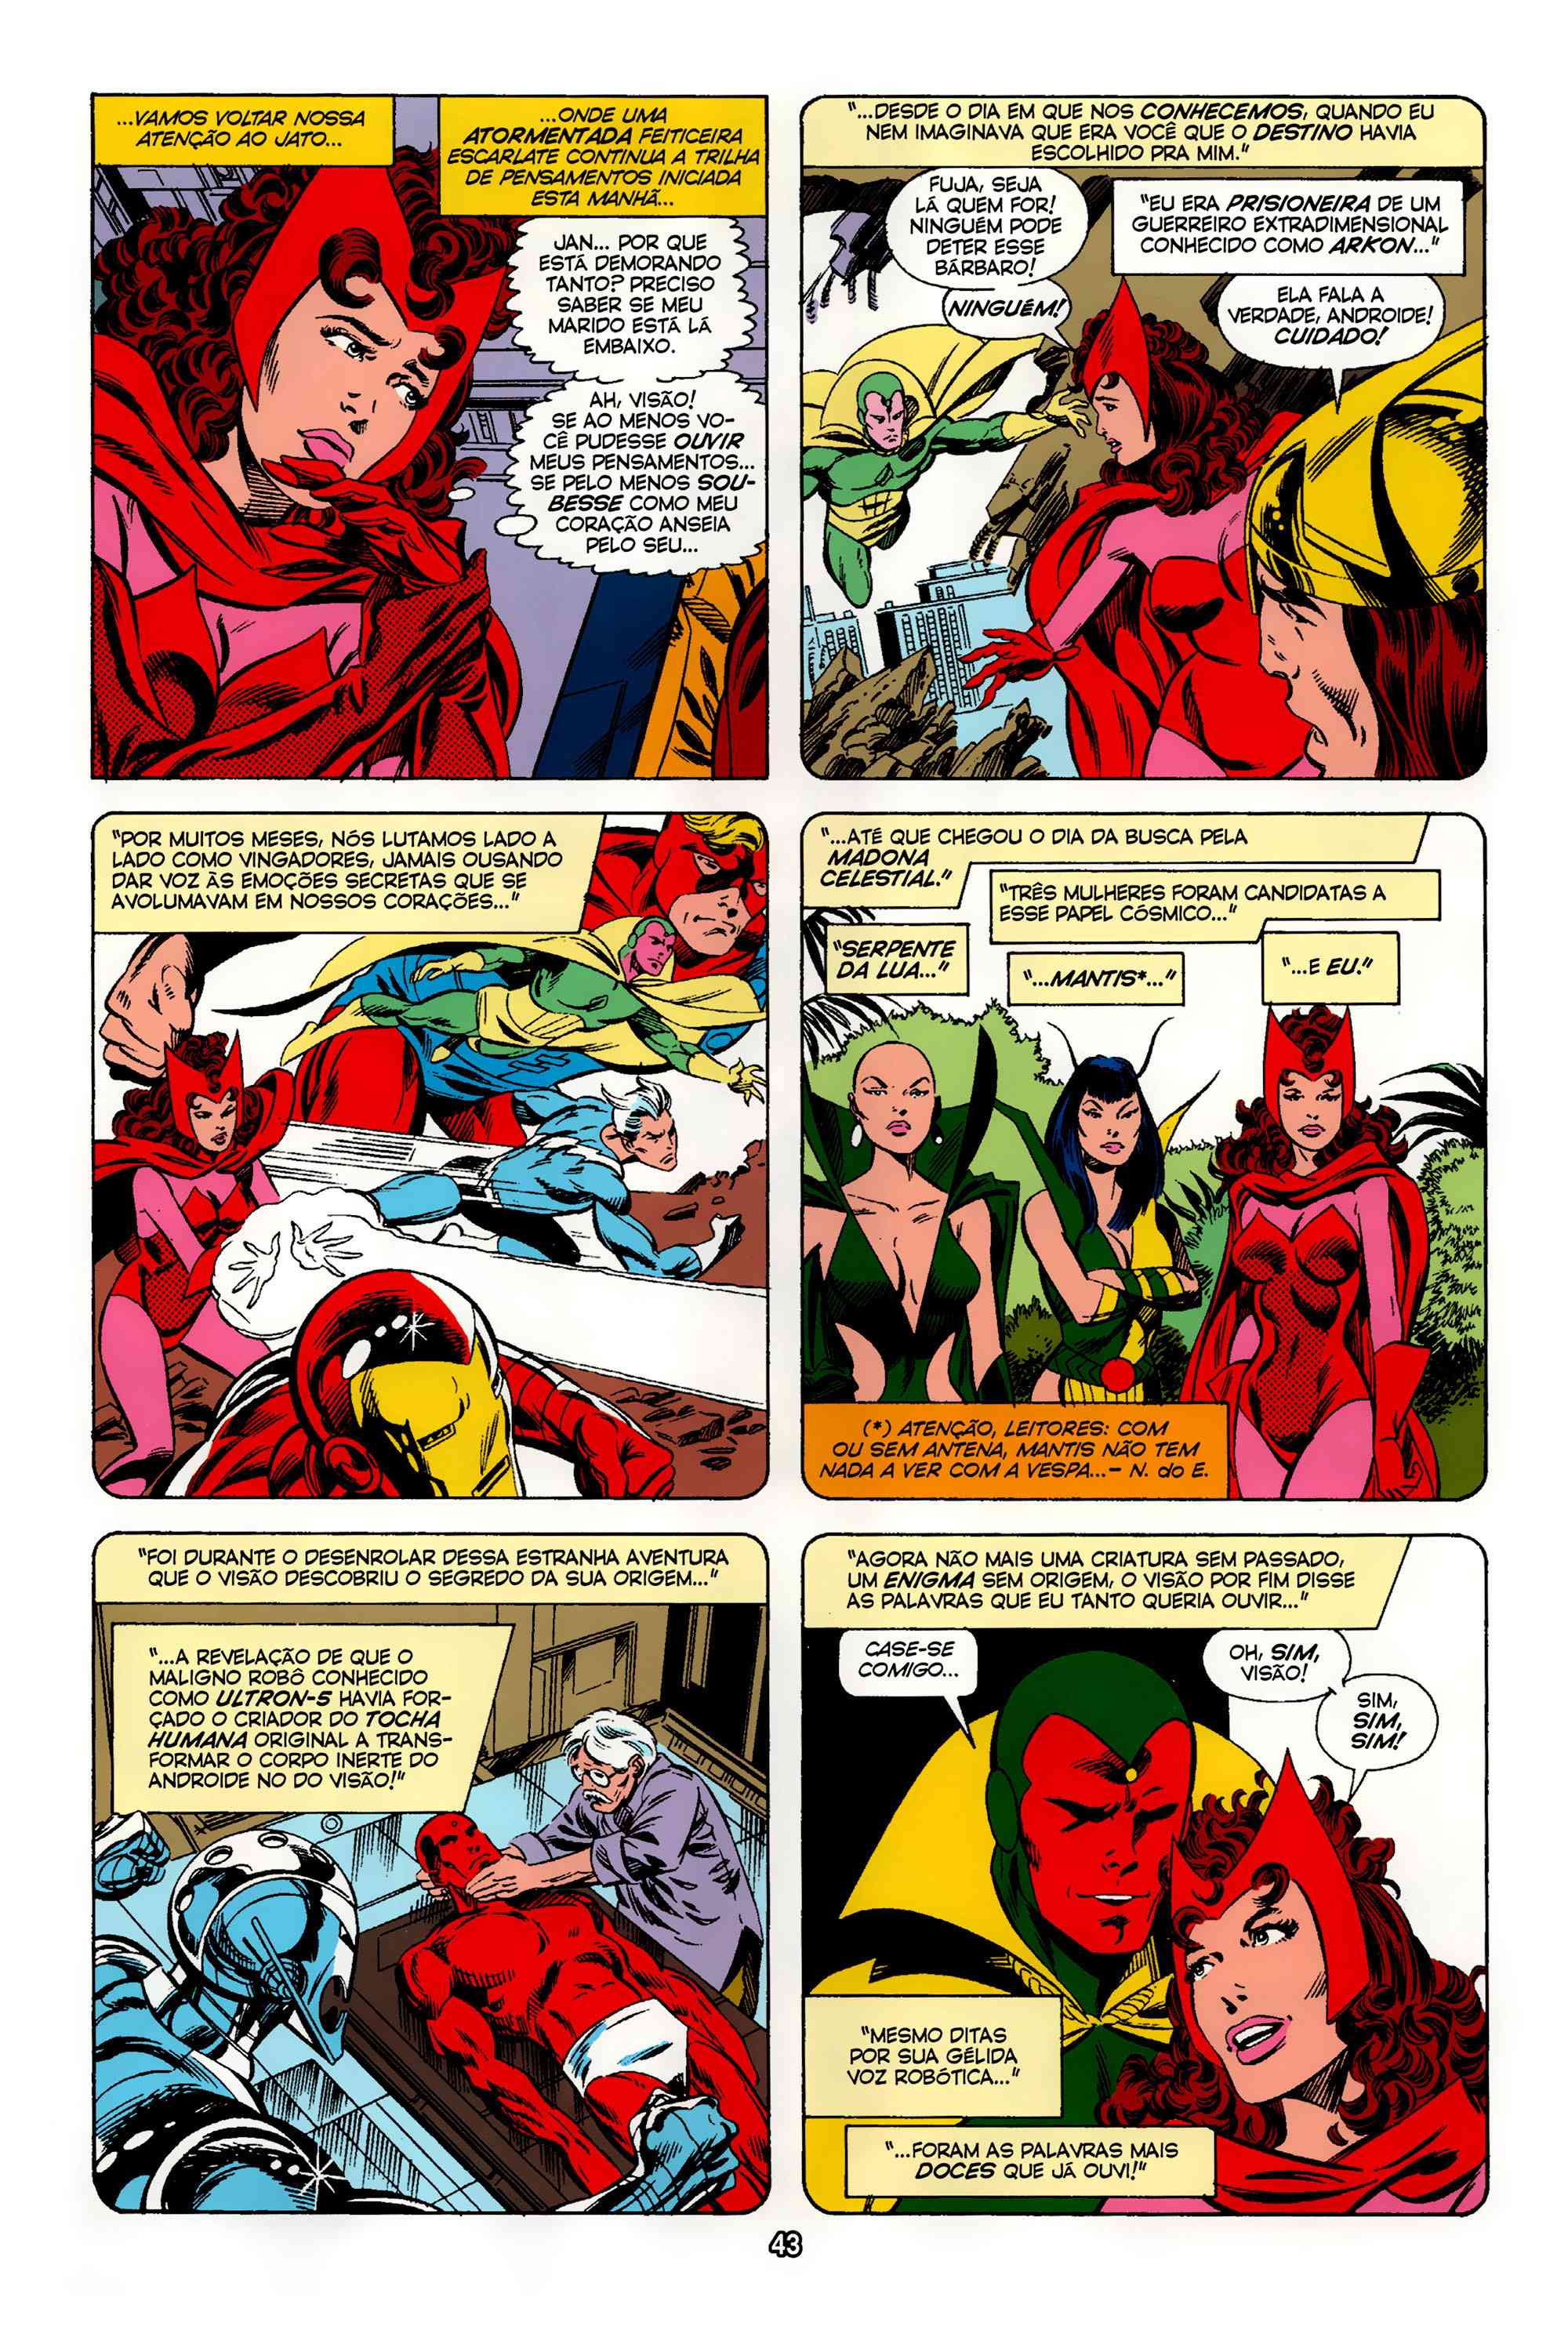 ...VAMOS VOLTAR NOSSA
ATENÇÃO AO JATO...
...ONDE UMA
ATORMENTADA FEITICEIRA
ESCARLATE CONTINUA A TRILHA
DE PENSAMENTOS INICIADA
ESTA MANHÃ...
JAN... POR QUE
ESTÁ DEMORANDO
TANTO? PRECISO
SABER SE MEU
MARIDO ESTÁ LÁ
EMBAIXO.
AH, VISÃO!
SE AO MENOS VO-
CÊ PUDESSE OUVIR
MEUS PENSAMENTOS...
SE PELO MENOS SOU-
BESSE COMO MEU
CORAÇÃO ANSEIA
PELO SEU...
"...DESDE O DIA EM QUE NOS CONHECEMOS, QUANDO EU
NEM IMAGINAVA QUE ERA VOCÊ QUE O DESTINO HAVIA
ESCOLHIDO PRA MIM."
FUJA, SEJA
LÁ QUEM FOR!
NINGUÉM PODE
DETER ESSE
BÁRBARO!
NINGUÉM!
"EU ERA PRISIONEIRA DE UM
GUERREIRO EXTRADIMENSIONAL
CONHECIDO COMO ARKON..."
ELA FALA A
VERDADE, ANDROIDE!
CUIDADO!
"POR MUITOS MESES, NÓS LUTAMOS LADO A
LADO COMO VINGADORES, JAMAIS OUSANDO
DAR VOZ ÀS EMOÇÕES SECRETAS QUE SE
AVOLUMAVAM EM NOSSOS CORAÇÕES..."
"...ATÉ QUE CHEGOU O DIA DA BUSCA PELA
MADONA
CELESTIAL."
"TRÊS MULHERES FORAM CANDIDATAS A
ESSE PAPEL CÓSMICO..."
"SERPENTE
DA LUA..."
"...MANTIS*..."
"...E EU."
(*) ATENÇÃO, LEITORES: COM
OU SEM ANTENA, MANTIS NÃO TEM
NADA A VER COM A VESPA...– N. do E.
"FOI DURANTE O DESENROLAR DESSA ESTRANHA AVENTURA
QUE O VISÃO DESCOBRIU O SEGREDO DA SUA ORIGEM..."
"...A REVELAÇÃO DE QUE O
MALIGNO ROBÔ CONHECIDO
COMO ULTRON-5 HAVIA FOR-
ÇADO O CRIADOR DO TOCHA
HUMANA ORIGINAL A TRANS-
FORMAR O CORPO INERTE DO
ANDROIDE NO DO VISÃO!"
"AGORA NÃO MAIS UMA CRIATURA SEM PASSADO,
UM ENIGMA SEM ORIGEM, O VISÃO POR FIM DISSE
AS PALAVRAS QUE EU TANTO QUERIA OUVIR..."
CASE-SE
COMIGO...
OH, SIM,
VISÃO!
SIM,
SIM,
SIM!
"MESMO DITAS
POR SUA GÉLIDA
VOZ ROBÓTICA..."
"...FORAM AS PALAVRAS MAIS
DOCES QUE JÁ OUVI!"
43